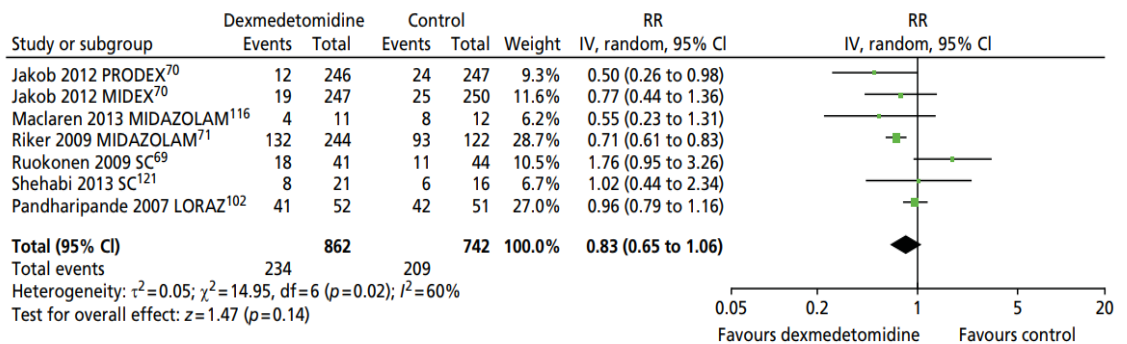 Dexmedetomidine Control RR RR
Study or subgroup Events Total Events Total Weight IV, random, 95% CI IV, random, 95% CI
Jakob 2012 PRODEX70 12 246 24 247 9.3% 0.50 (0.26 to 0.98)
Jakob 2012 MIDEX70 19 247 25 250 11.6% 0.77 (0.44 to 1.36)
Maclaren 2013 MIDAZOLAM116 4 11 8 12 6.2% 0.55 (0.23 to 1.31)
Riker 2009 MIDAZOLAM71 132 244 93 122 28.7% 0.71 (0.61 to 0.83)
Ruokonen 2009 SC69 18 41 11 44 10.5% 1.76 (0.95 to 3.26)
Shehabi 2013 SC121 8 21 6 16 6.7% 1.02 (0.44 to 2.34)
Pandharipande 2007 LORAZ102 41 52 42 51 27.0% 0.96 (0.79 to 1.16)
Total (95% CI) 862 742 100.0% 0.83 (0.65 to 1.06)
Total events 234 209
Heterogeneity: τ2=0.05; χ2=14.95, df=6 (p=0.02); I2=60%
Test for overall effect: z=1.47 (p=0.14)
0.05 0.2 1 5 20
Favours dexmedetomidine Favours control